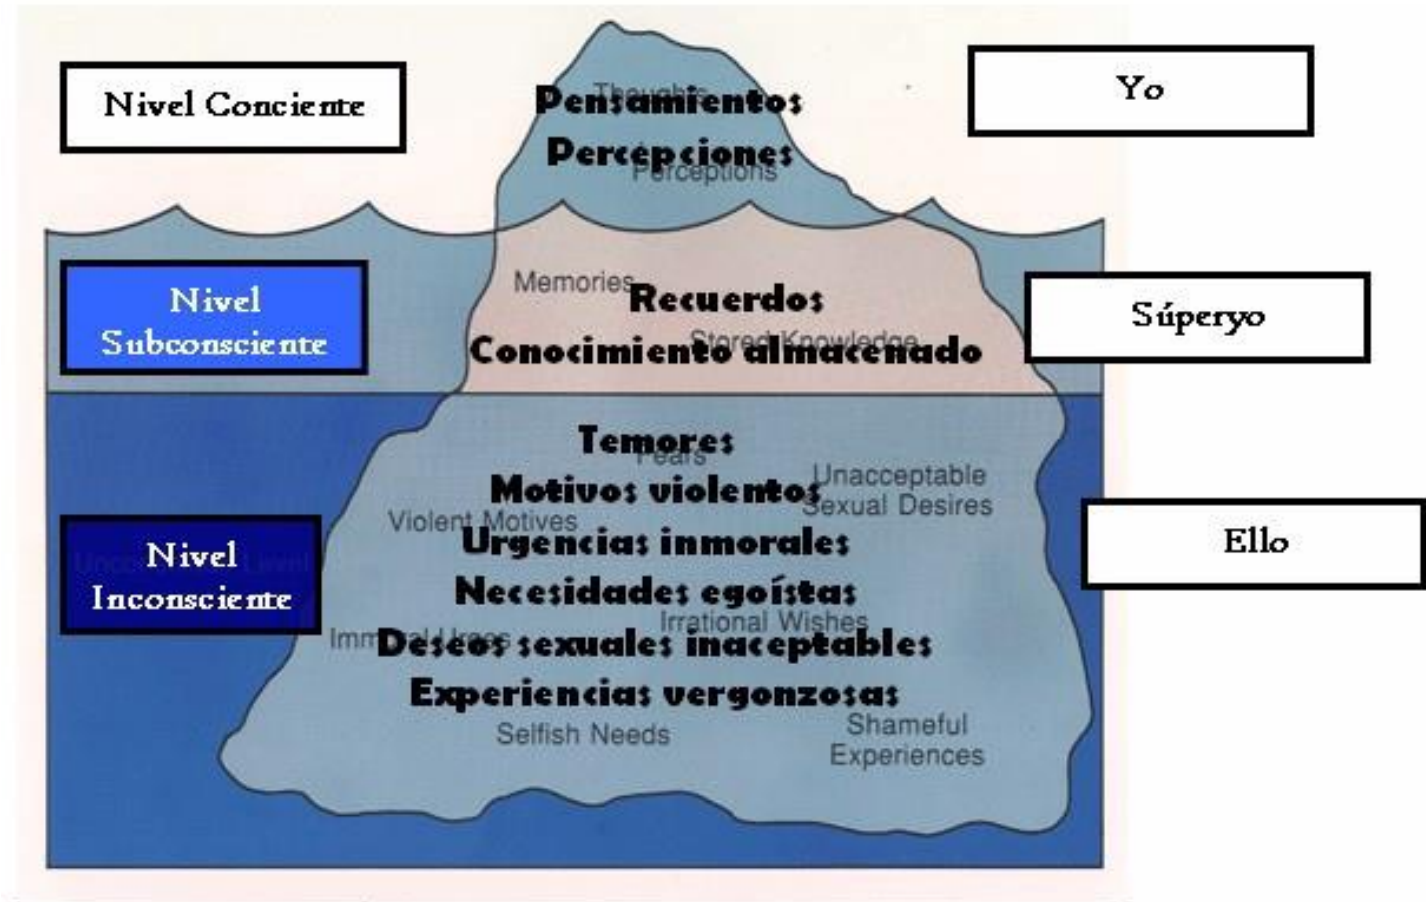 Nivel Conciente
Thoughts
Pensamientos
Percepciones
Perceptions
Yo
Nivel
Subconsciente
Memories
Recuerdos
Stored Knowledge
Conocimiento almacenado
Súperyo
Temores
Fears
Motivos violentos
Unacceptable
Sexual Desires
Violent Motives
Urgencias inmorales
Necesidades egoístas
Irrational Wishes
Immoral Urges
Deseos sexuales inaceptables
Experiencias vergonzosas
Selfish Needs
Shameful
Experiences
Nivel
Inconsciente
Ello